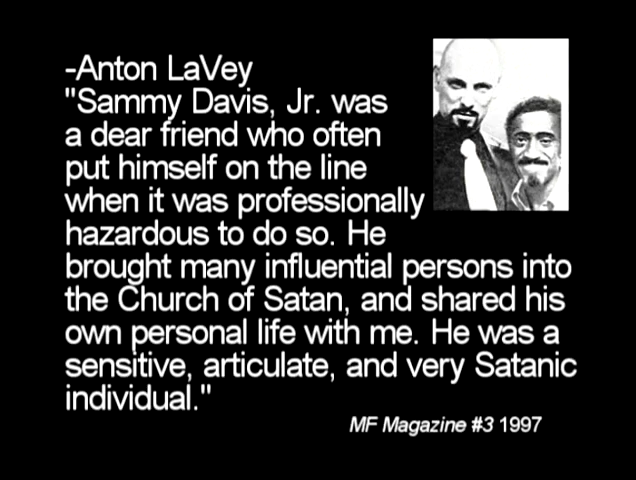 -Anton LaVey
"Sammy Davis, Jr. was
a dear friend who often
put himself on the line
when it was professionally
hazardous to do so. He
brought many influential persons into
the Church of Satan, and shared his
own personal life with me. He was a
sensitive, articulate, and very Satanic
individual."
MF Magazine #3 1997